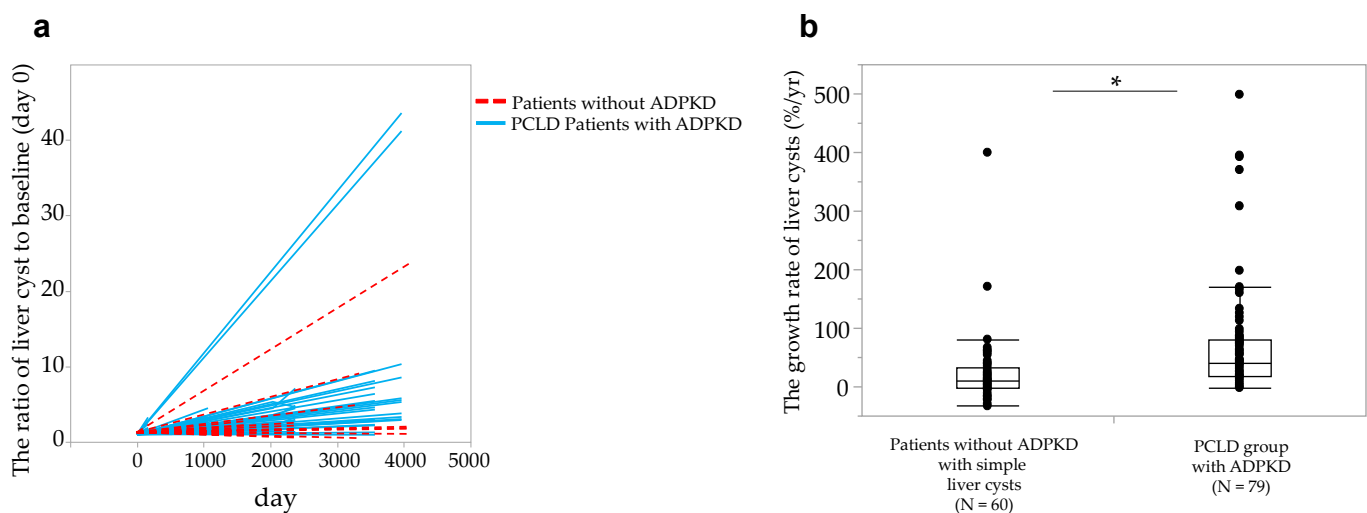 a
The ratio of liver cyst to baseline (day 0)
40
30
20
10
0
0 1000 2000 3000 4000 5000
day
Patients without ADPKD
PCLD Patients with ADPKD
b
The growth rate of liver cysts (%/yr)
500
400
300
200
100
0
*
Patients without ADPKD
with simple
liver cysts
(N = 60)
PCLD group
with ADPKD
(N = 79)